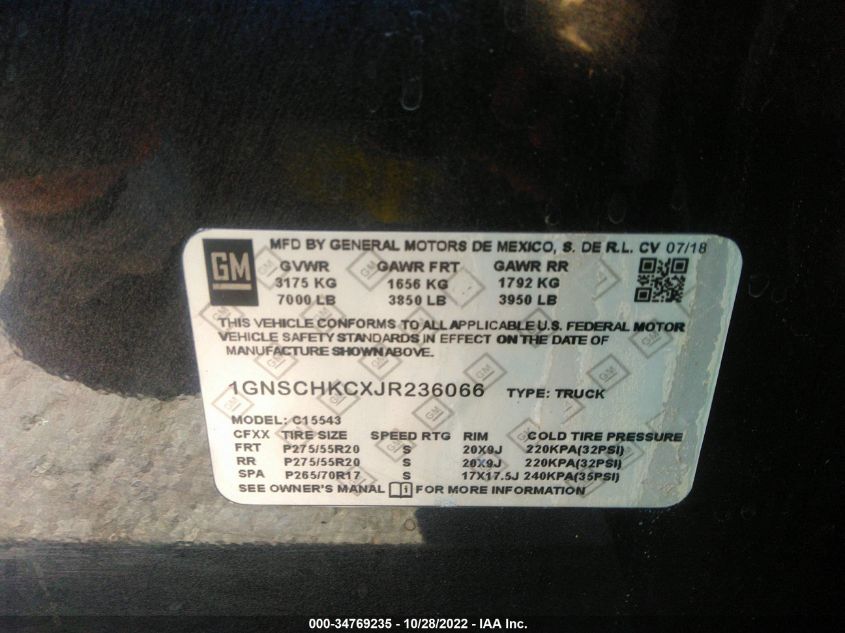 GM
MFD BY GENERAL MOTORS DE MEXICO, S. DE R.L. CV 07/18
GVWR GAWR FRT GAWR RR
3175 KG 1656 KG 1792 KG
7000 LB 3850 LB 3950 LB
THIS VEHICLE CONFORMS TO ALL APPLICABLE U.S. FEDERAL MOTOR
VEHICLE SAFETY STANDARDS IN EFFECT ON THE DATE OF
MANUFACTURE SHOWN ABOVE.
1GNSCHKCXJR236066 TYPE: TRUCK
MODEL: C15543
CFXX TIRE SIZE SPEED RTG RIM COLD TIRE PRESSURE
FRT P275/55R20 S 20X9J 220KPA(32PSI)
RR P275/55R20 S 20X9J 220KPA(32PSI)
SPA P265/70R17 S 17X17.5J 240KPA(35PSI)
SEE OWNER'S MANAL FOR MORE INFORMATION
000-34769235 - 10/28/2022 - IAA Inc.